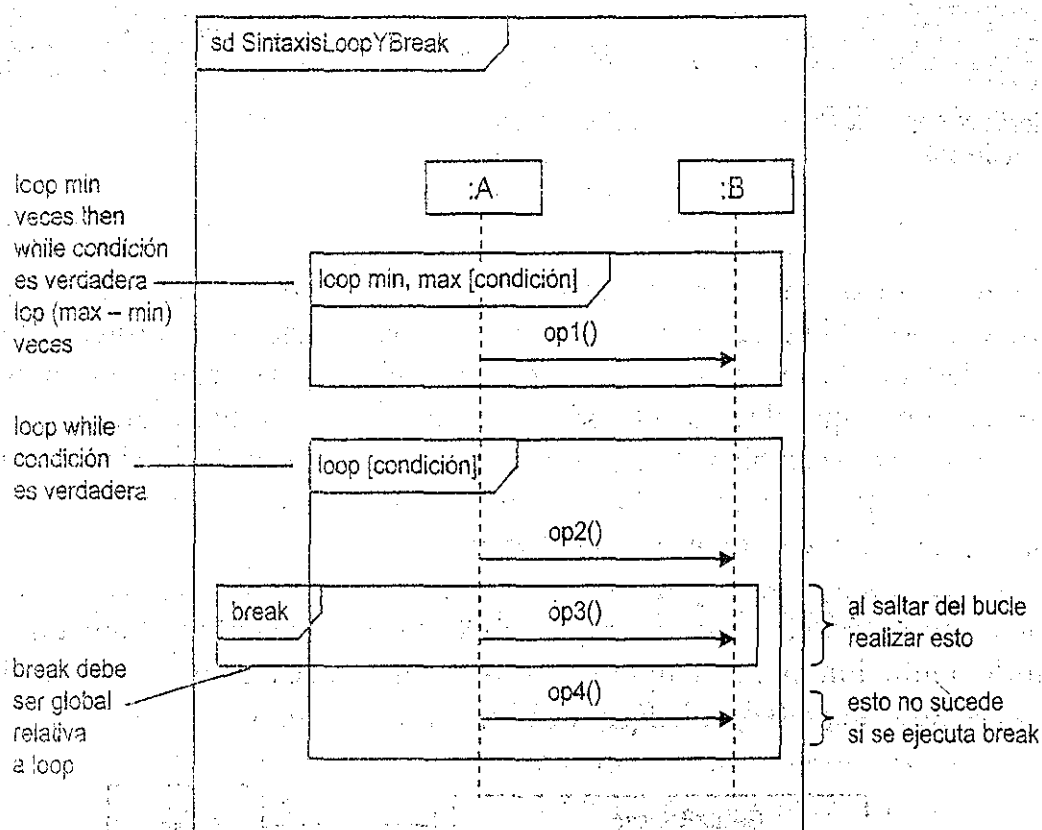 sd SintaxisLoopYBreak
:A
:B
loop min
veces then
while condición
es verdadera
lop (max – min)
veces
loop min, max [condición]
op1()
loop while
condición
es verdadera
loop [condición]
op2()
break
op3()
al saltar del bucle
realizar esto
break debe
ser global
relativa
a loop
op4()
esto no sucede
si se ejecuta break